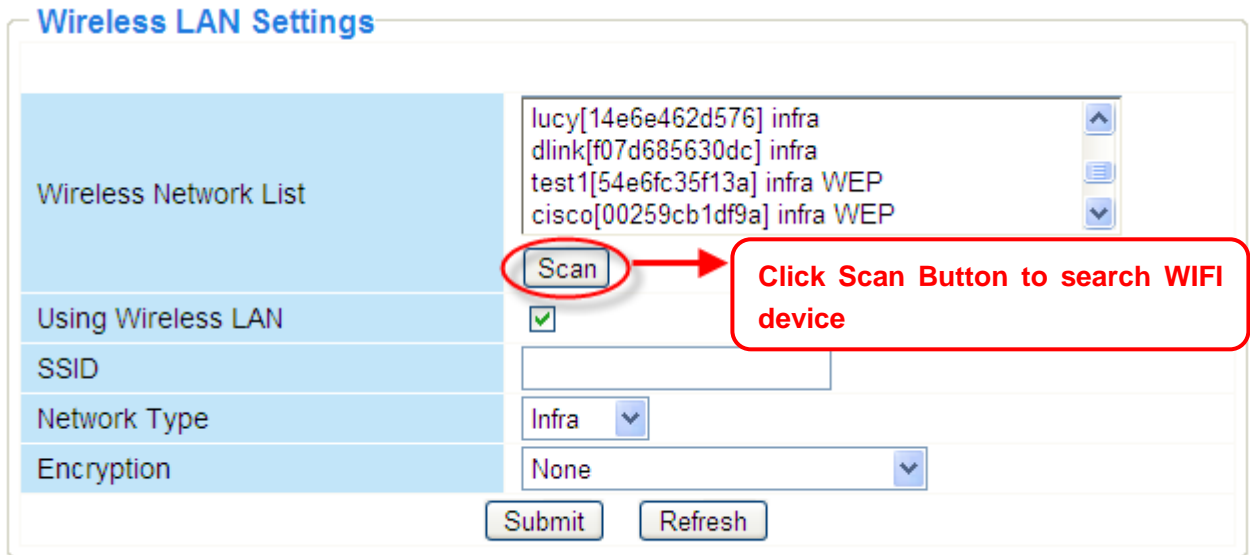 Wireless LAN Settings
Wireless Network List
lucy[14e6e462d576] infra
dlink[f07d685630dc] infra
test1[54e6fc35f13a] infra WEP
cisco[00259cb1df9a] infra WEP
Scan
Click Scan Button to search WIFI
device
Using Wireless LAN
SSID
Network Type
Infra
Encryption
None
Submit
Refresh